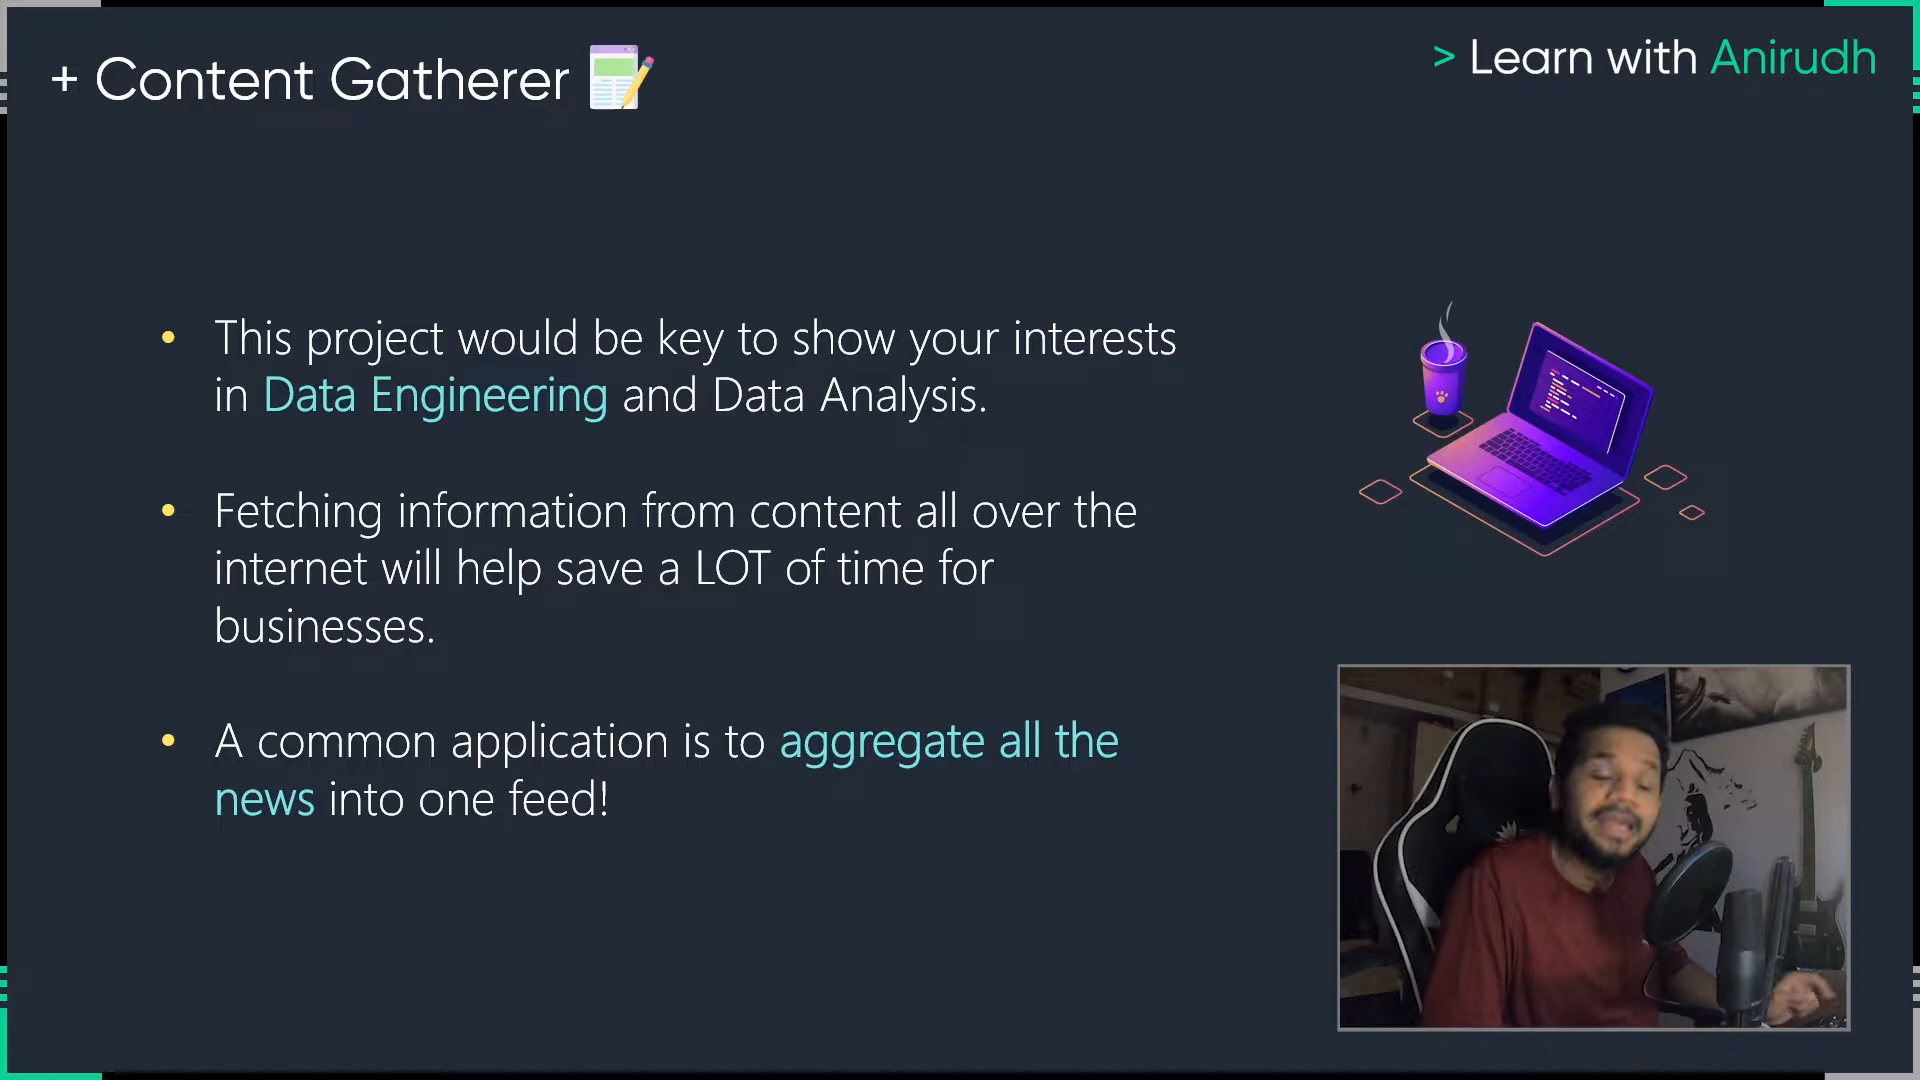 + Content Gatherer
> Learn with Anirudh
• This project would be key to show your interests
in Data Engineering and Data Analysis.
• Fetching information from content all over the
internet will help save a LOT of time for
businesses.
• A common application is to aggregate all the
news into one feed!